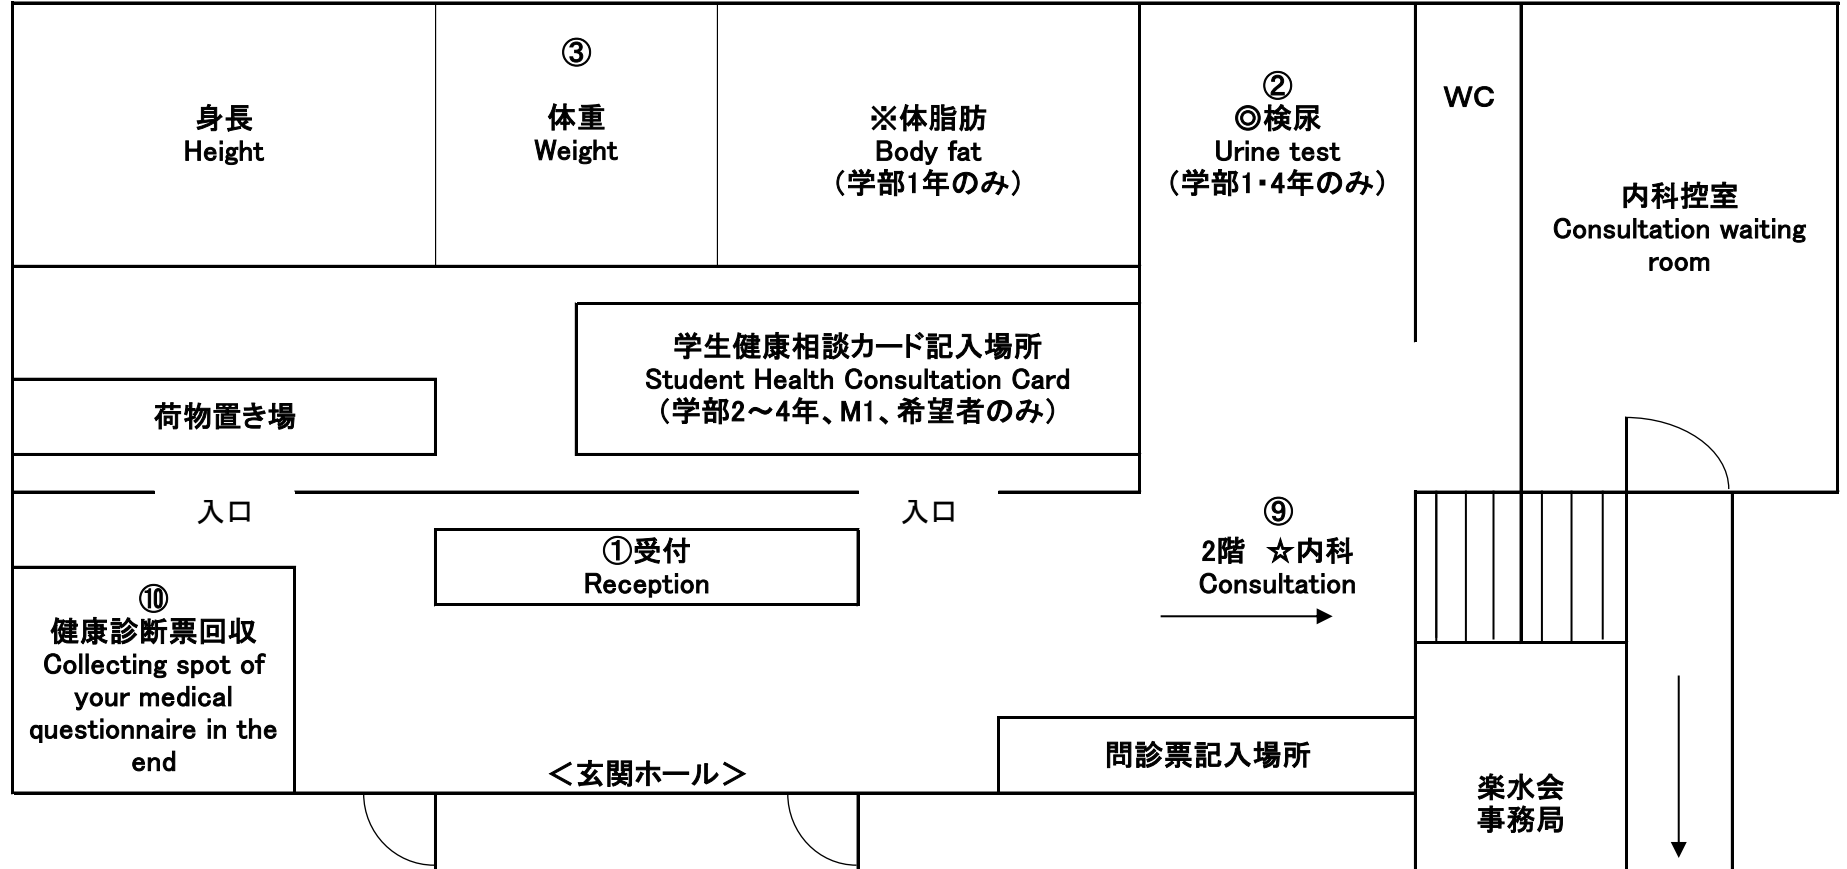 身長
Height
③
体重
Weight
※体脂肪
Body fat
（学部1年のみ）
②
◎検尿
Urine test
（学部1・4年のみ）
WC
内科控室
Consultation waiting
room
学生健康相談カード記入場所
Student Health Consultation Card
（学部2～4年、M1、希望者のみ）
荷物置き場
入口
入口
①受付
Reception
⑨
2階　☆内科
Consultation
⑩
健康診断票回収
Collecting spot of
your medical
questionnaire in the
end
＜玄関ホール＞
問診票記入場所
楽水会
事務局